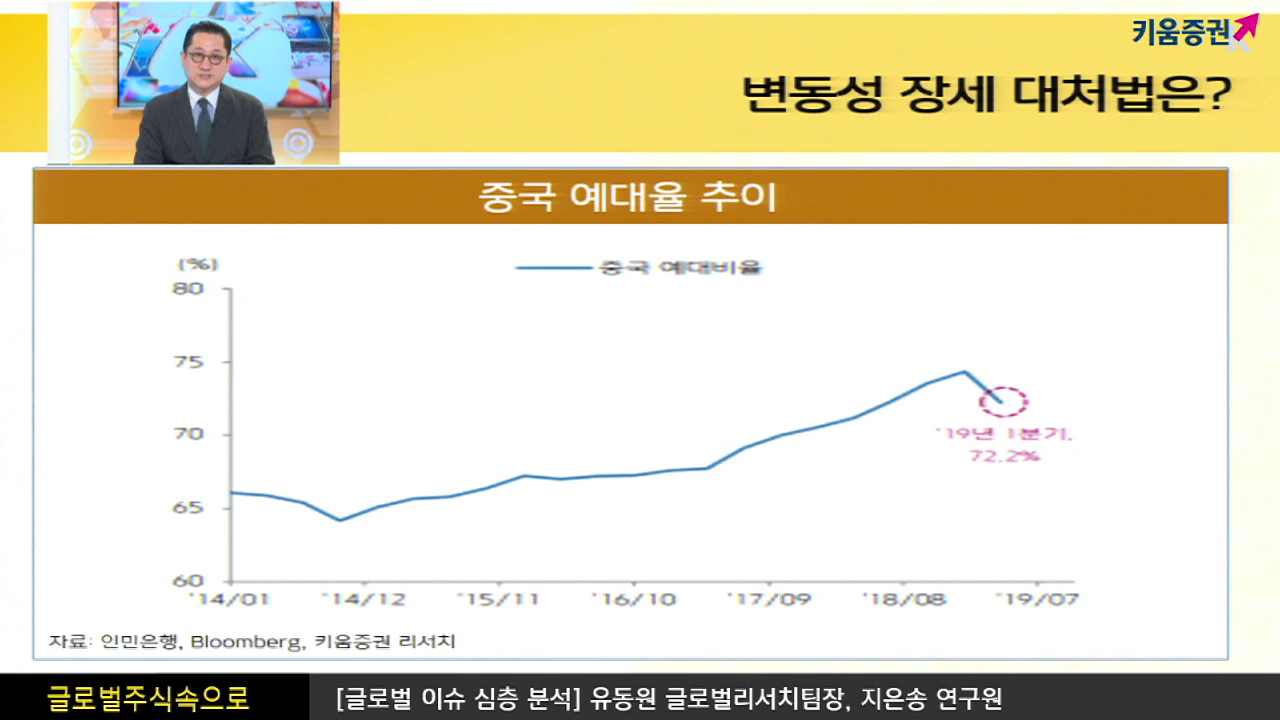 키움증권
변동성 장세 대처법은?
중국 예대율 추이
(%)
중국 예대비율
80
75
70
65
60
'19년 1분기,
72.2%
'14/01 '14/12 '15/11 '16/10 '17/09 '18/08 '19/07
자료: 인민은행, Bloomberg, 키움증권 리서치
글로벌주식속으로
[글로벌 이슈 심층 분석] 유동원 글로벌리서치팀장, 지은송 연구원